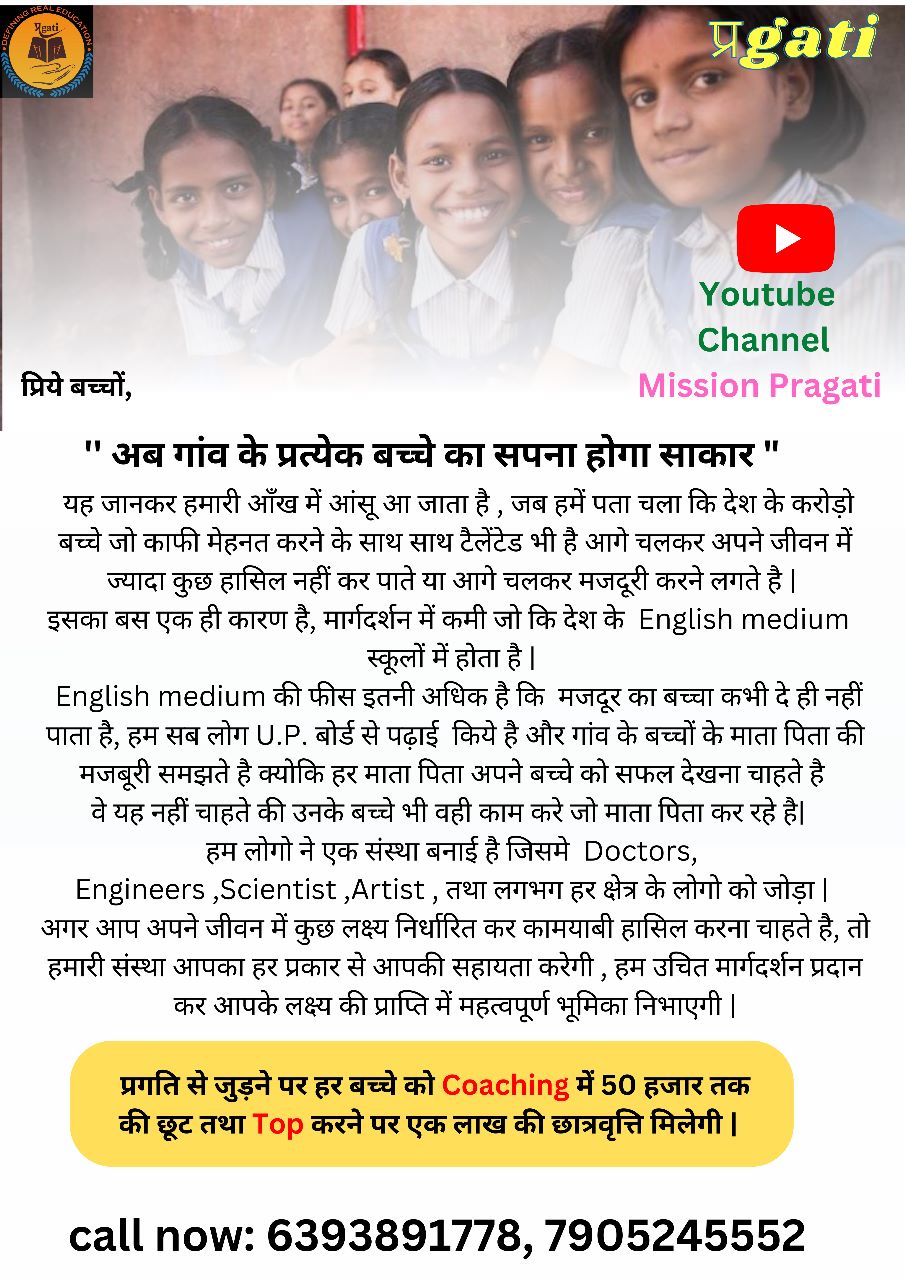 DEFINING REAL EDUCATION
प्रgati
प्रgati
Youtube
Channel
Mission Pragati
प्रिये बच्चों,
'' अब गांव के प्रत्येक बच्चे का सपना होगा साकार "
यह जानकर हमारी आँख में आंसू आ जाता है , जब हमें पता चला कि देश के करोड़ो
बच्चे जो काफी मेहनत करने के साथ साथ टैलेंटेड भी है आगे चलकर अपने जीवन में
ज्यादा कुछ हासिल नहीं कर पाते या आगे चलकर मजदूरी करने लगते है |
इसका बस एक ही कारण है, मार्गदर्शन में कमी जो कि देश के English medium
स्कूलों में होता है |
English medium की फीस इतनी अधिक है कि मजदूर का बच्चा कभी दे ही नहीं
पाता है, हम सब लोग U.P. बोर्ड से पढ़ाई किये है और गांव के बच्चों के माता पिता की
मजबूरी समझते है क्योकि हर माता पिता अपने बच्चे को सफल देखना चाहते है
वे यह नहीं चाहते की उनके बच्चे भी वही काम करे जो माता पिता कर रहे है|
हम लोगो ने एक संस्था बनाई है जिसमे Doctors,
Engineers ,Scientist ,Artist , तथा लगभग हर क्षेत्र के लोगो को जोड़ा |
अगर आप अपने जीवन में कुछ लक्ष्य निर्धारित कर कामयाबी हासिल करना चाहते है, तो
हमारी संस्था आपका हर प्रकार से आपकी सहायता करेगी , हम उचित मार्गदर्शन प्रदान
कर आपके लक्ष्य की प्राप्ति में महत्वपूर्ण भूमिका निभाएगी |
प्रगति से जुड़ने पर हर बच्चे को Coaching में 50 हजार तक
की छूट तथा Top करने पर एक लाख की छात्रवृत्ति मिलेगी |
call now: 6393891778, 7905245552